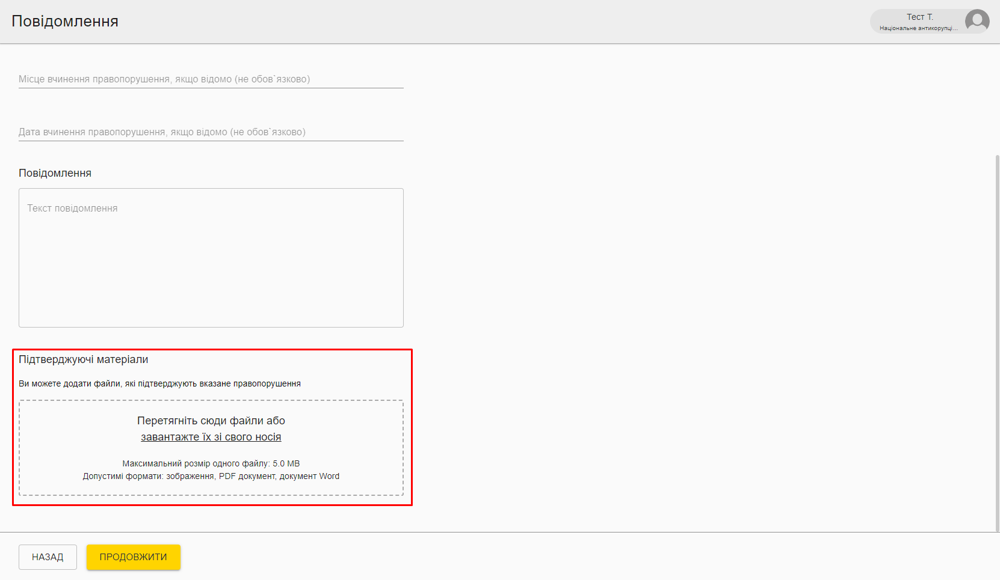 Повідомлення
Тест Т.
Національне антикорупці...
Місце вчинення правопорушення, якщо відомо (не обов`язково)
Дата вчинення правопорушення, якщо відомо (не обов`язково)
Повідомлення
Текст повідомлення
Підтверджуючі матеріали
Ви можете додати файли, які підтверджують вказане правопорушення
Перетягніть сюди файли або
завантажте їх зі свого носія
Максимальний розмір одного файлу: 5.0 MB
Допустимі формати: зображення, PDF документ, документ Word
НАЗАД
ПРОДОВЖИТИ